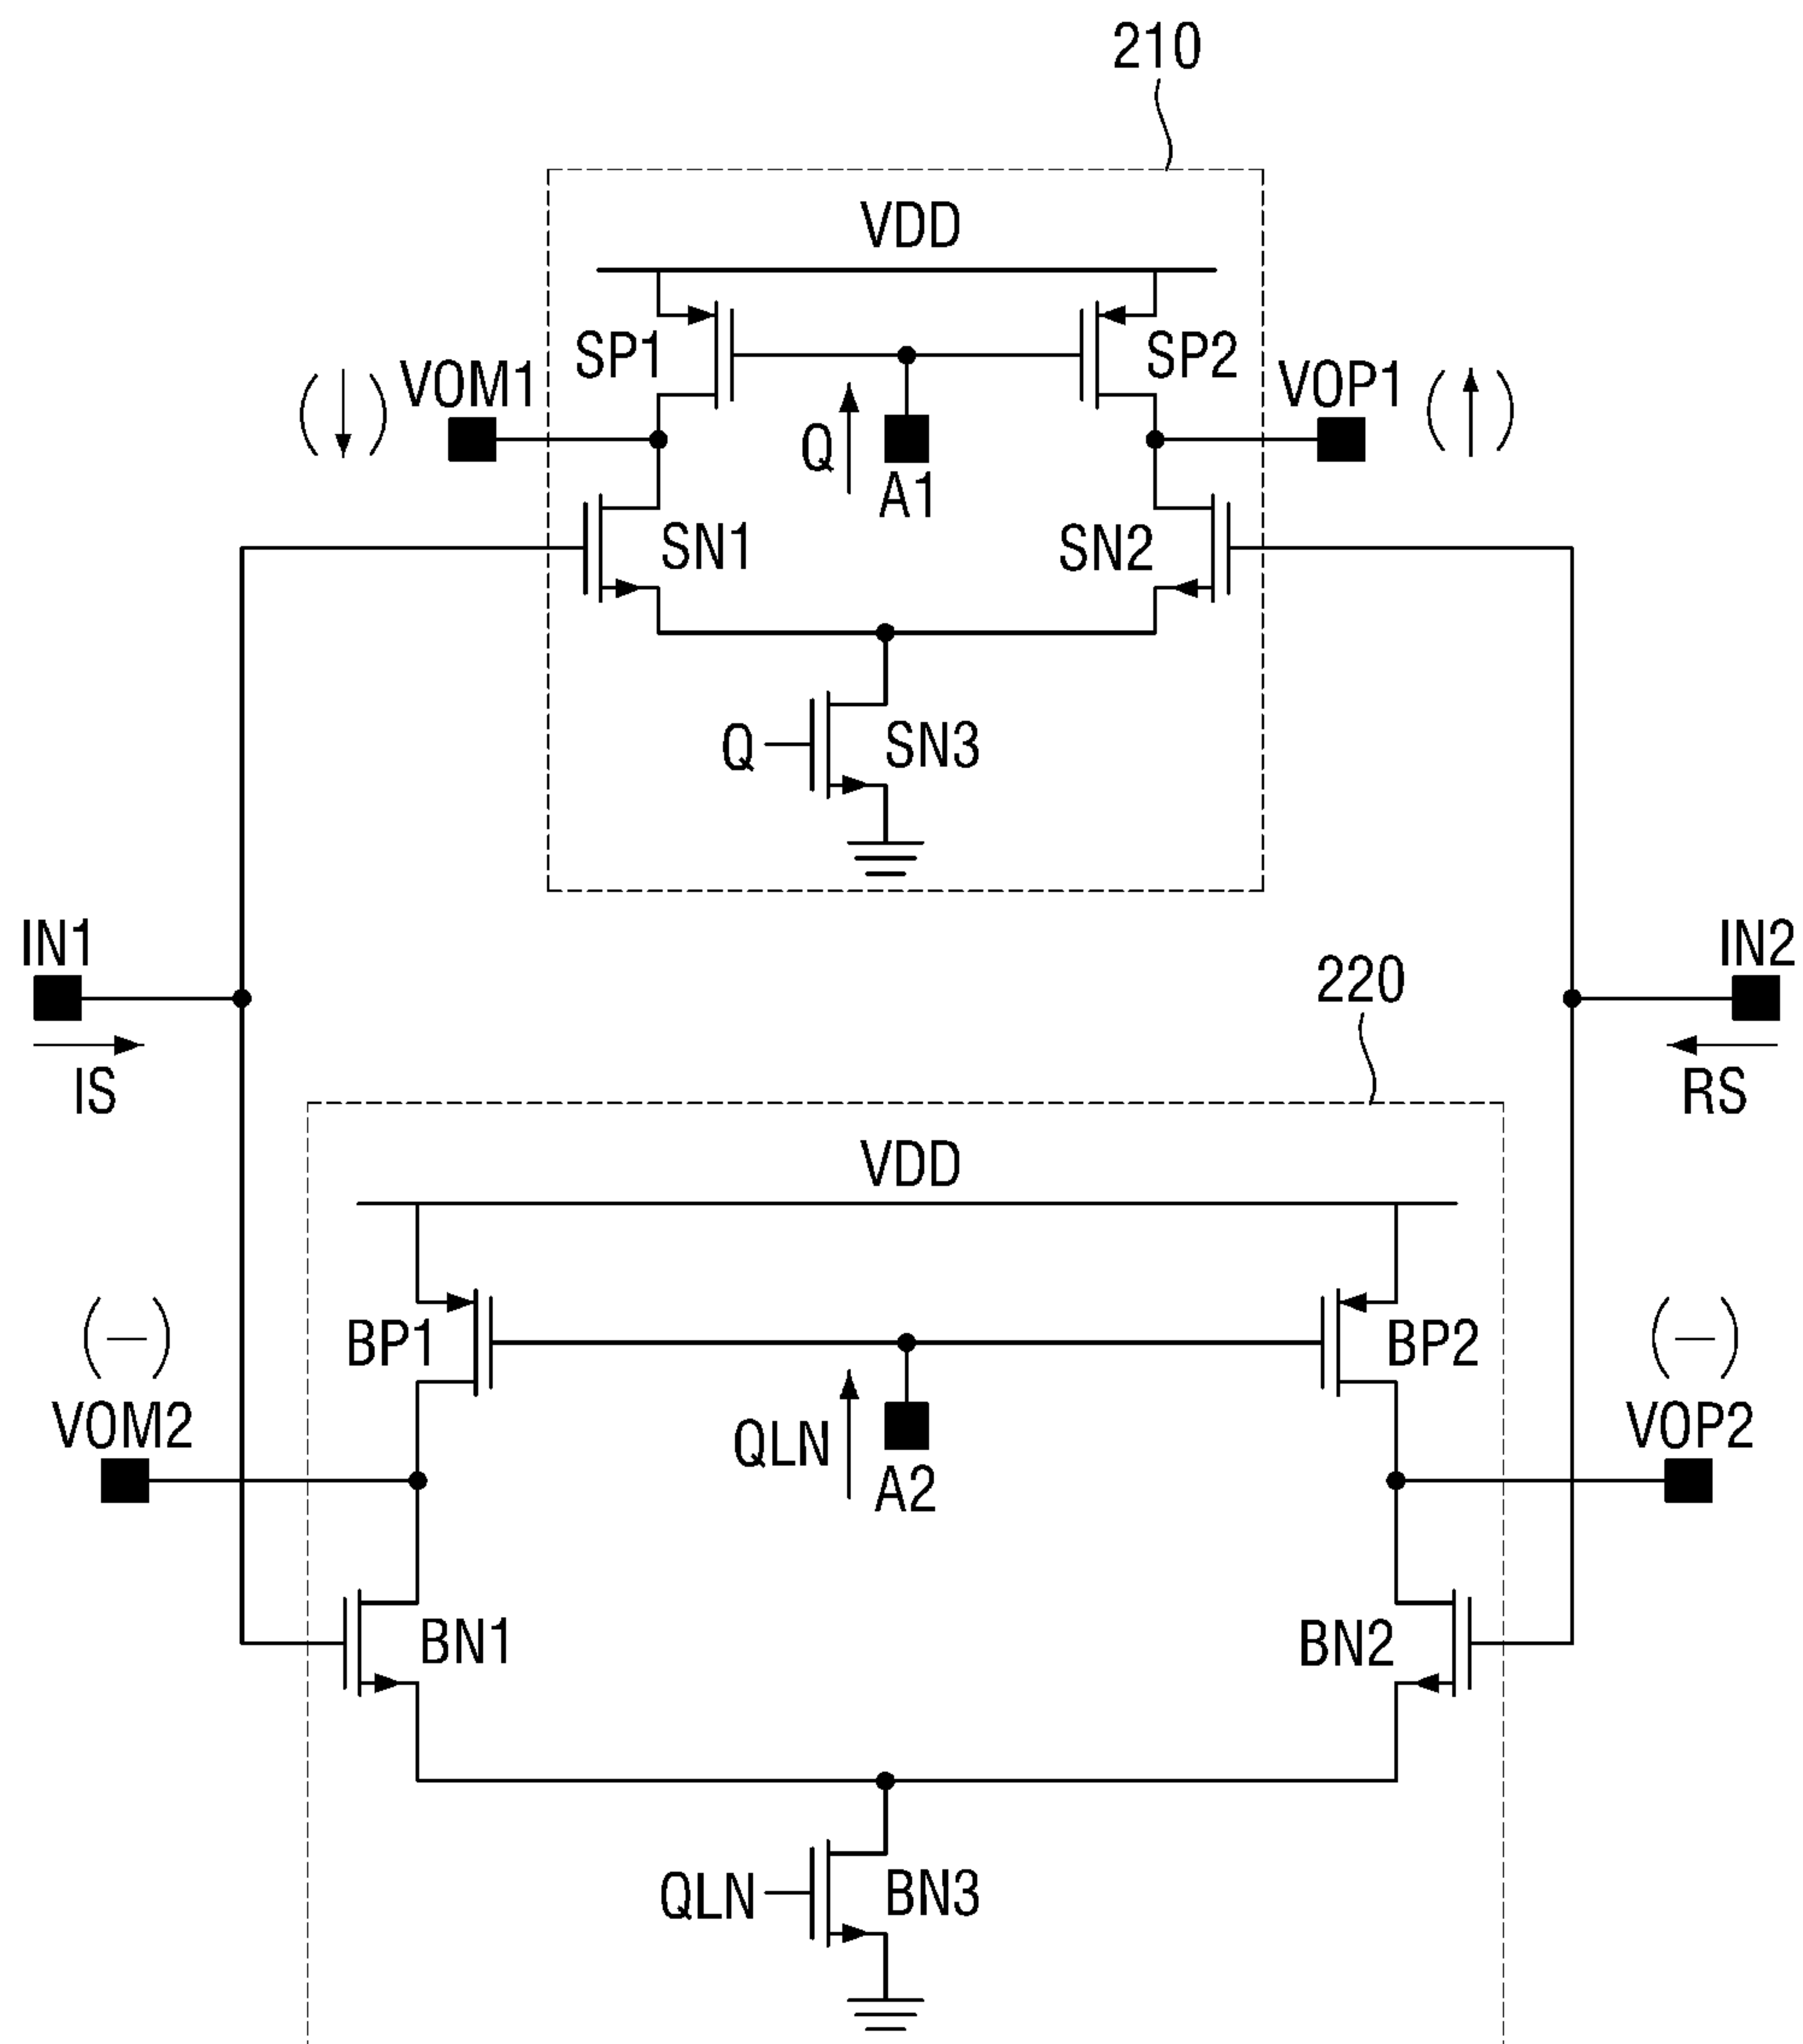 210
VDD
SP1
SP2
VOM1
VOP1
Q
A1
SN1
SN2
Q
SN3
IN1
IN2
220
IS
RS
VDD
(—)
(—)
BP1
BP2
VOM2
VOP2
QLN
A2
BN1
BN2
QLN
BN3